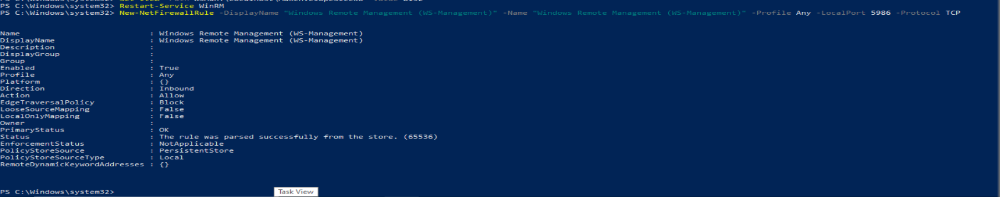 PS C:\Windows\system32> Restart-Service WinRM
PS C:\Windows\system32> New-NetFirewallRule -DisplayName "Windows Remote Management (WS-Management)" -Name "Windows Remote Management (WS-Management)" -Profile Any -LocalPort 5986 -Protocol TCP
Name : Windows Remote Management (WS-Management)
DisplayName : Windows Remote Management (WS-Management)
Description :
DisplayGroup :
Group :
Enabled : True
Profile : Any
Platform : {}
Direction : Inbound
Action : Allow
EdgeTraversalPolicy : Block
LooseSourceMapping : False
LocalOnlyMapping : False
Owner :
PrimaryStatus : OK
Status : The rule was parsed successfully from the store. (65536)
EnforcementStatus : NotApplicable
PolicyStoreSource : PersistentStore
PolicyStoreSourceType : Local
RemoteDynamicKeywordAddresses : {}
PS C:\Windows\system32>
Task View